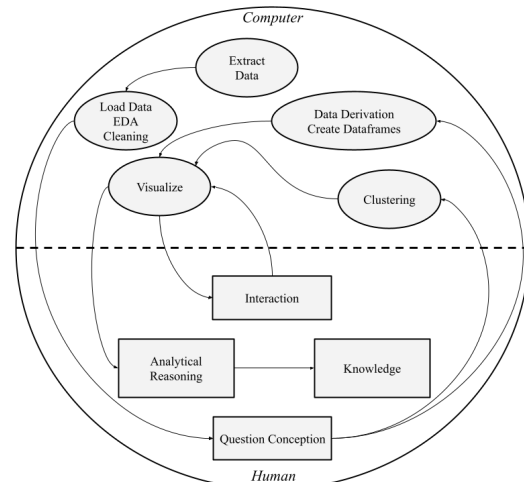 Computer
Extract
Data
Load Data
EDA
Cleaning
Data Derivation
Create Dataframes
Visualize
Clustering
Interaction
Analytical
Reasoning
Knowledge
Question Conception
Human